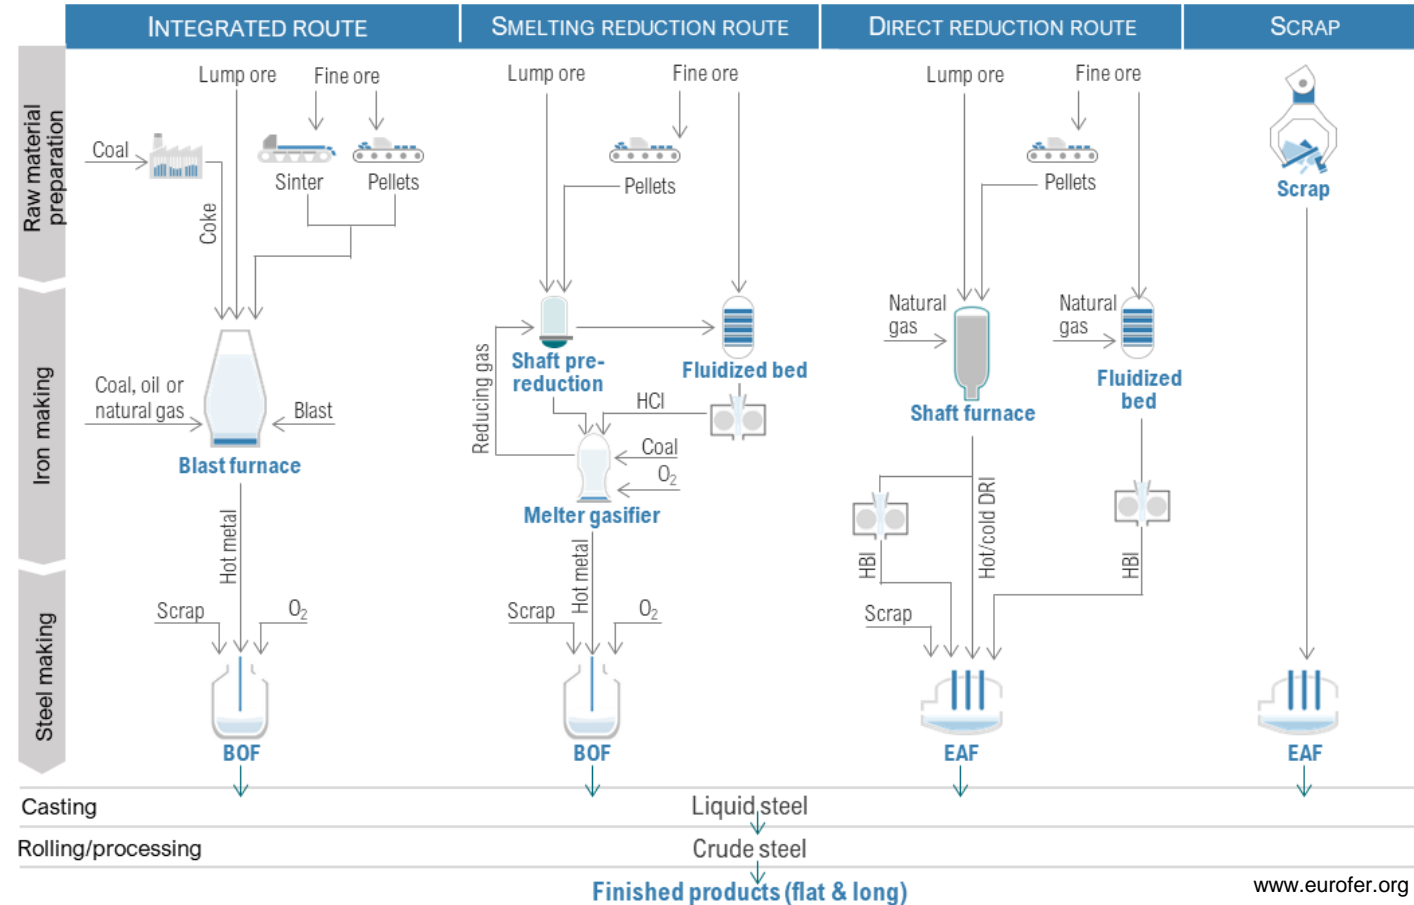 INTEGRATED ROUTE
SMELTING REDUCTION ROUTE
DIRECT REDUCTION ROUTE
SCRAP
Raw material
preparation
Lump ore
Fine ore
Coal
Sinter
Pellets
Coke
Lump ore
Fine ore
Pellets
Lump ore
Fine ore
Pellets
Scrap
Iron making
Coal, oil or
natural gas
Blast
Blast furnace
Hot metal
Reducing gas
Shaft pre-
reduction
Fluidized bed
HCI
Coal
O2
Melter gasifier
Hot metal
Natural
gas
Shaft furnace
Natural
gas
Fluidized
bed
HBI
Hot/cold DRI
HBI
Steel making
Scrap
O2
BOF
Scrap
O2
BOF
Scrap
EAF
EAF
Casting
Liquid steel
Rolling/processing
Crude steel
Finished products (flat & long)
www.eurofer.org